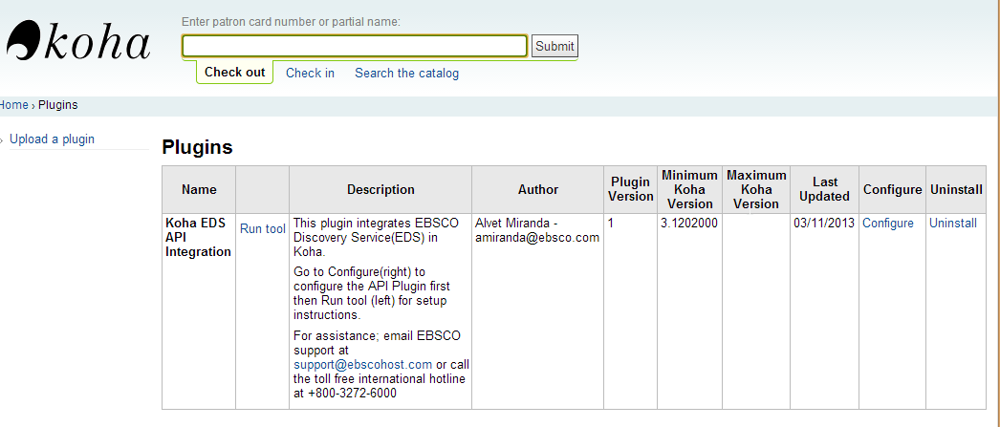 koha
Enter patron card number or partial name:
Submit
Check out Check in Search the catalog
Home › Plugins
Upload a plugin
Plugins
Name Description Author Plugin Version Minimum Koha Version Maximum Koha Version Last Updated Configure Uninstall
Koha EDS
API
Integration
Run tool
This plugin integrates EBSCO
Discovery Service(EDS) in
Koha.
Go to Configure(right) to
configure the API Plugin first
then Run tool (left) for setup
instructions.
For assistance; email EBSCO
support at
support@ebscohost.com or call
the toll free international hotline
at +800-3272-6000
Alvet Miranda -
amiranda@ebsco.com
1
3.1202000
03/11/2013
Configure
Uninstall